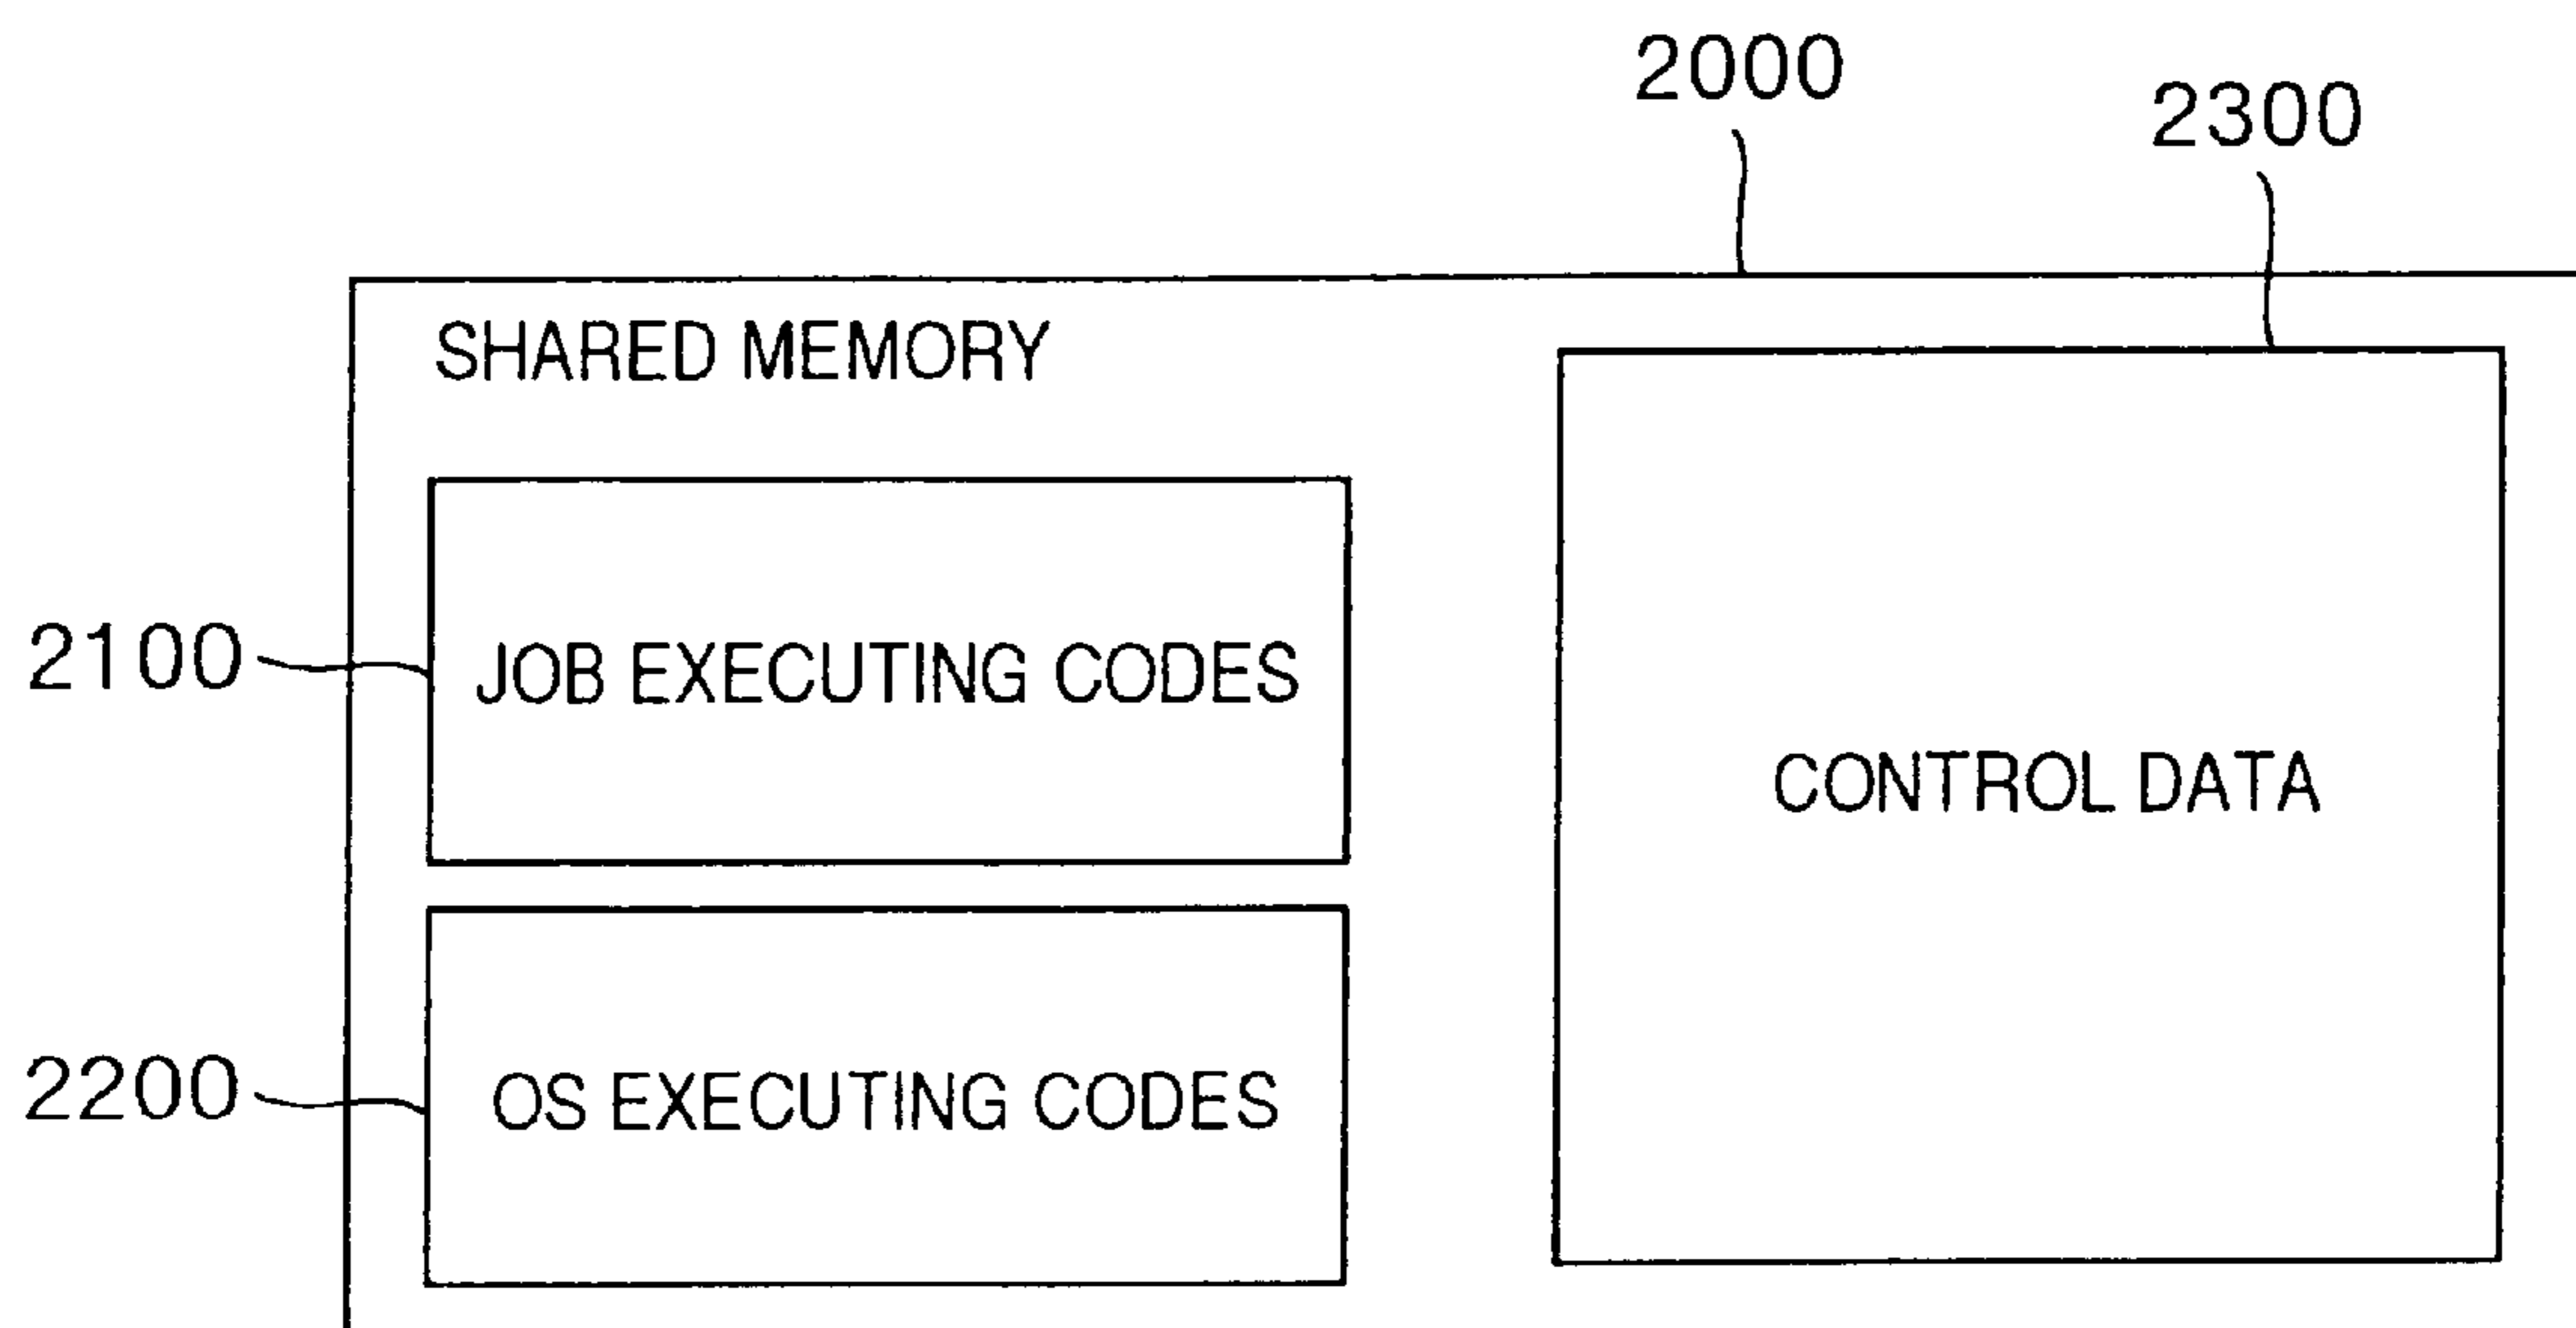 2000
2300
SHARED MEMORY
2100
JOB EXECUTING CODES
CONTROL DATA
2200
OS EXECUTING CODES